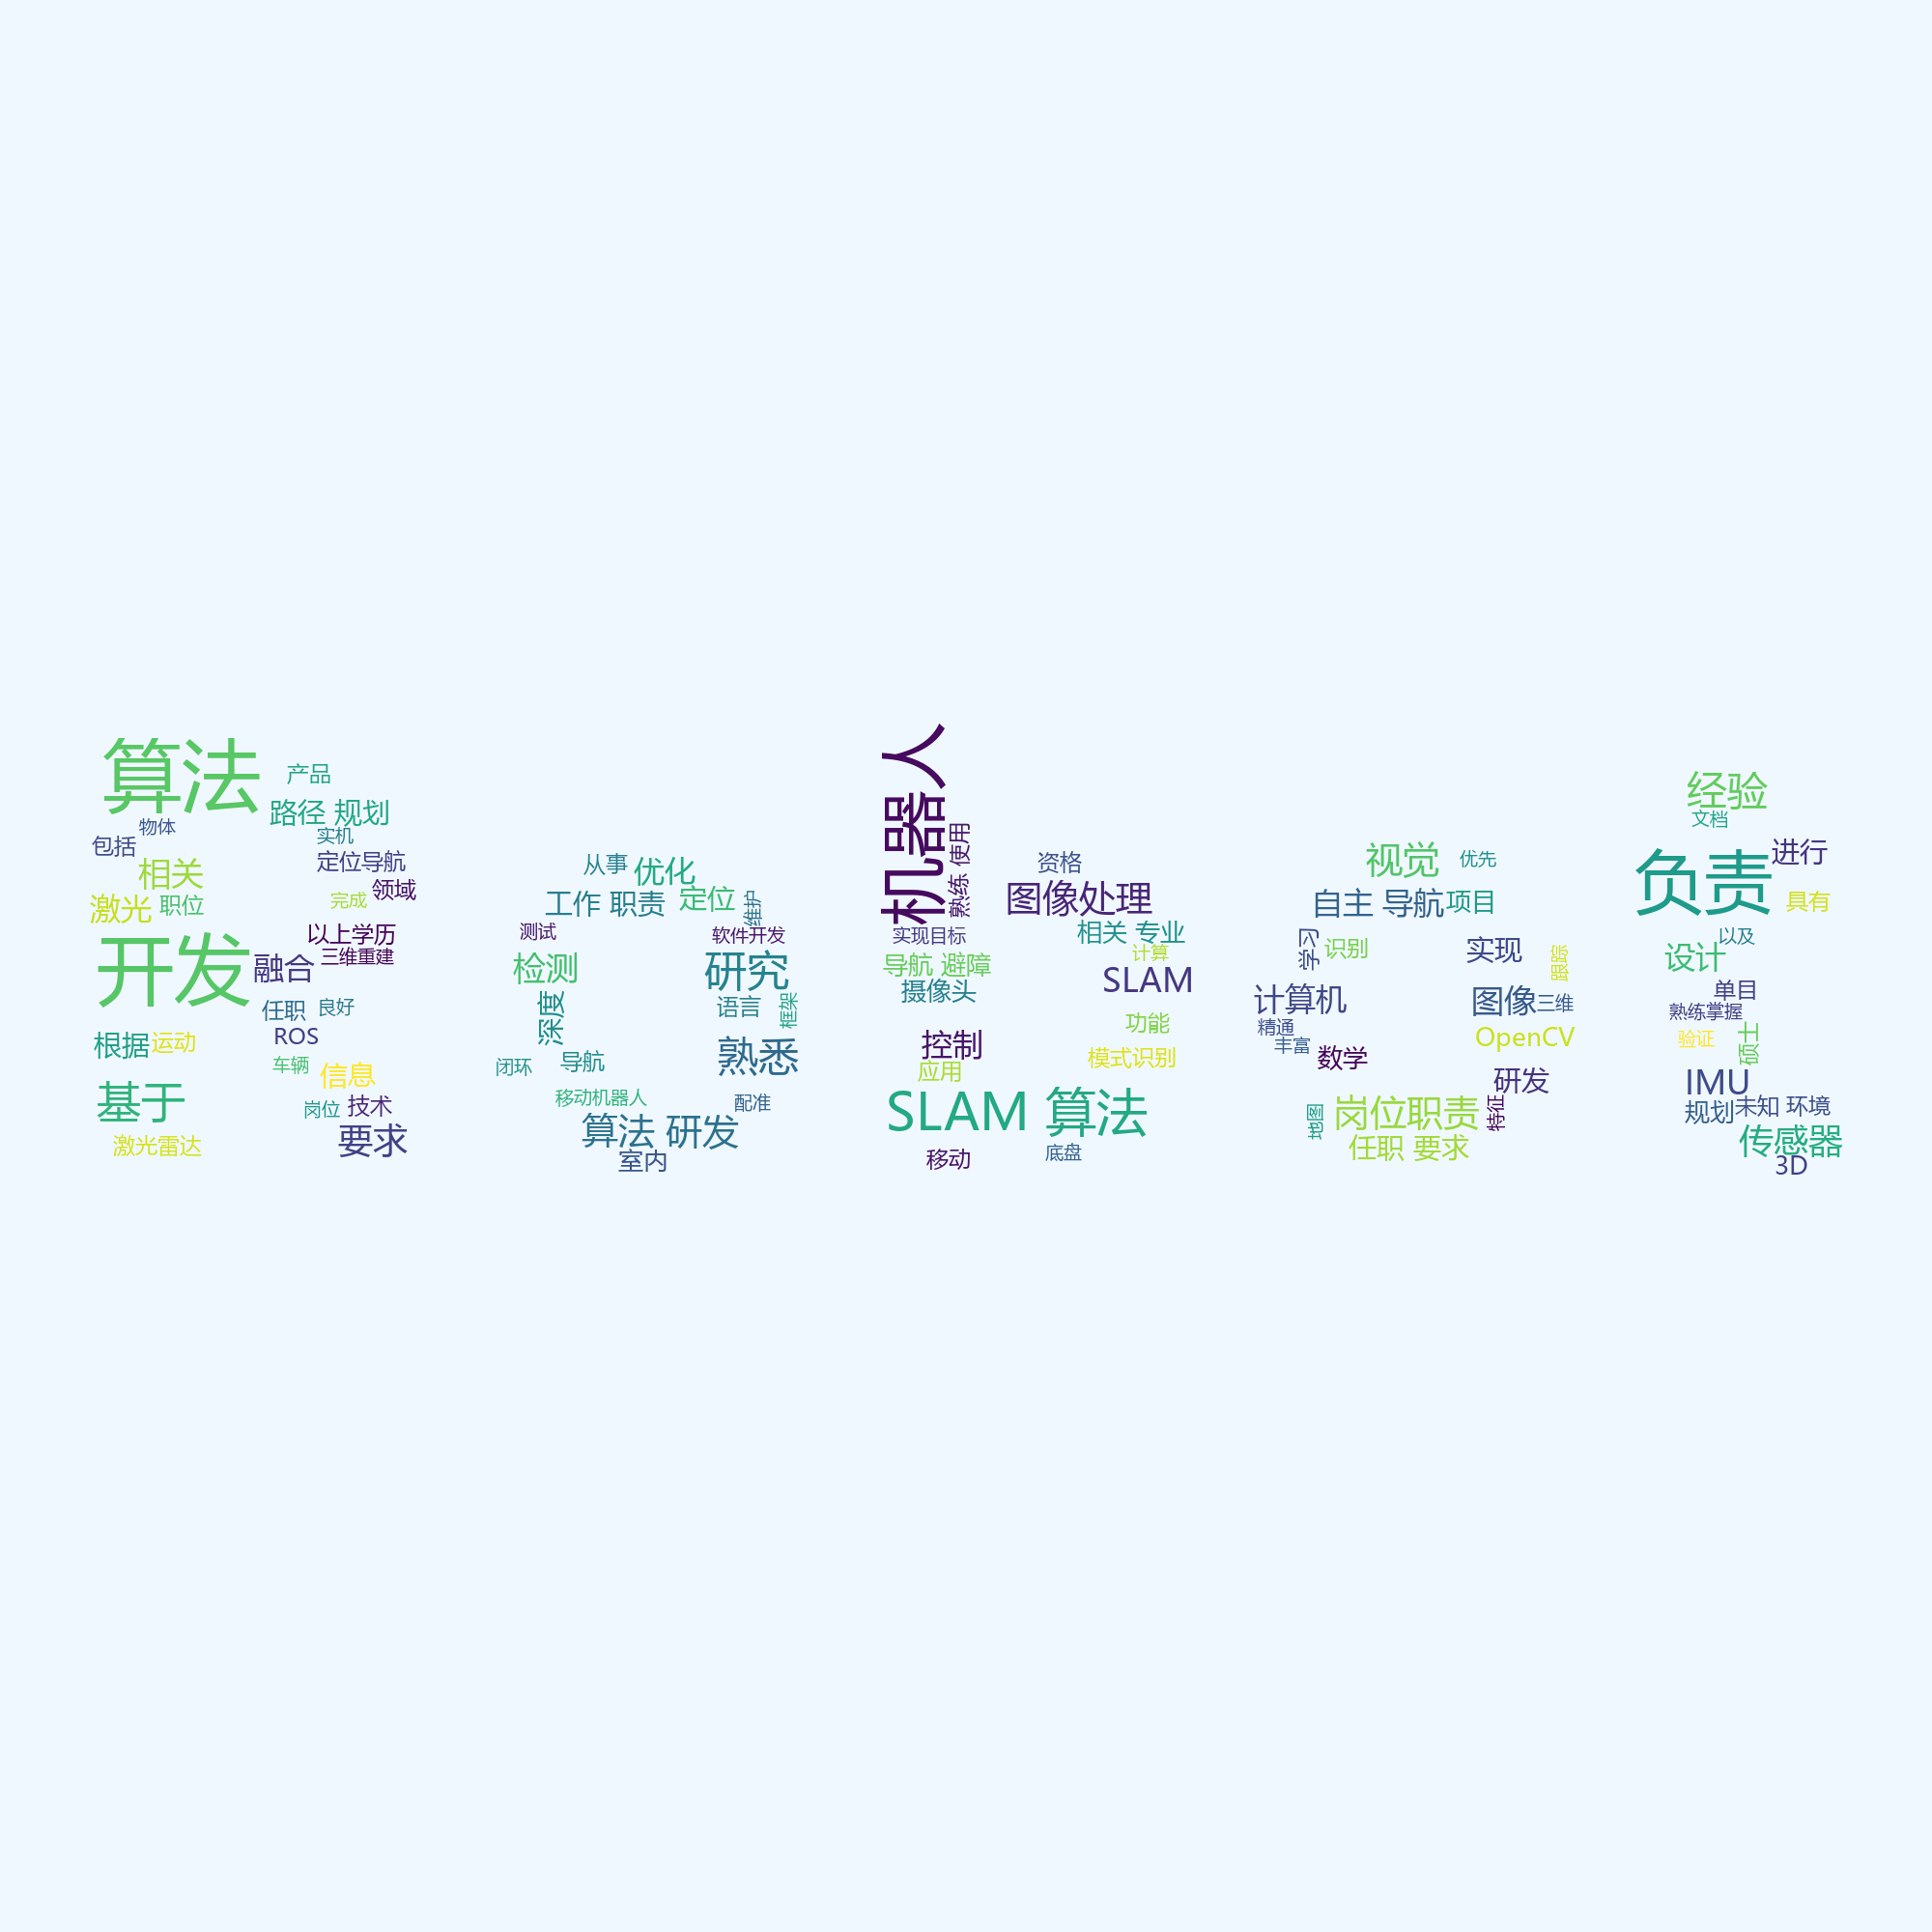 算法
产品
路径 规划
物体
实机
包括
定位导航
相关
领域
完成
激光
职位
以上学历
开发
三维重建
融合
任职
良好
ROS
根据
运动
车辆
信息
基于
岗位
技术
要求
激光雷达
从事
优化
工作 职责
定位
维护
测试
软件开发
检测
研究
深度
语言
框架
熟悉
闭环
导航
移动机器人
配准
算法 研发
室内
机器人
熟练 使用
资格
图像处理
实现目标
相关 专业
计算
导航 避障
摄像头
SLAM
功能
控制
模式识别
应用
SLAM 算法
移动
底盘
视觉
优先
自主 导航
项目
学习
识别
实现
跟踪
计算机
图像
三维
精通
丰富
OpenCV
数学
研发
地图
岗位职责
特征
任职 要求
经验
文档
进行
负责
具有
以及
设计
单目
熟练掌握
验证
硕士
IMU
规划
未知 环境
传感器
3D